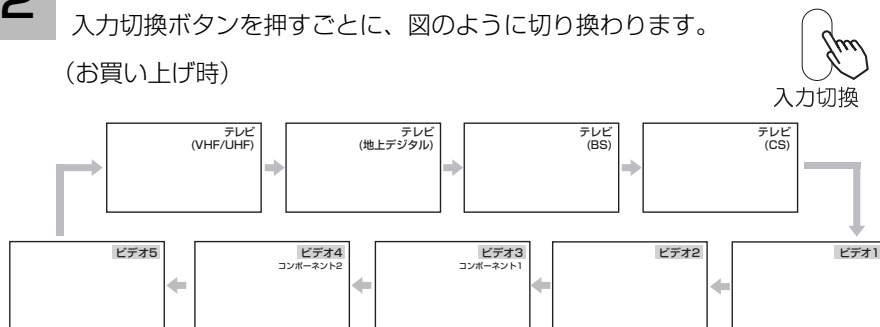 2
入力切換ボタンを押すごとに、図のように切り換わります。
(お買い上げ時)
入力切換
テレビ
(VHF/UHF)
テレビ
(地上デジタル)
テレビ
(BS)
テレビ
(CS)
ビデオ5
ビデオ4
コンポーネント2
ビデオ3
コンポーネント1
ビデオ2
ビデオ1